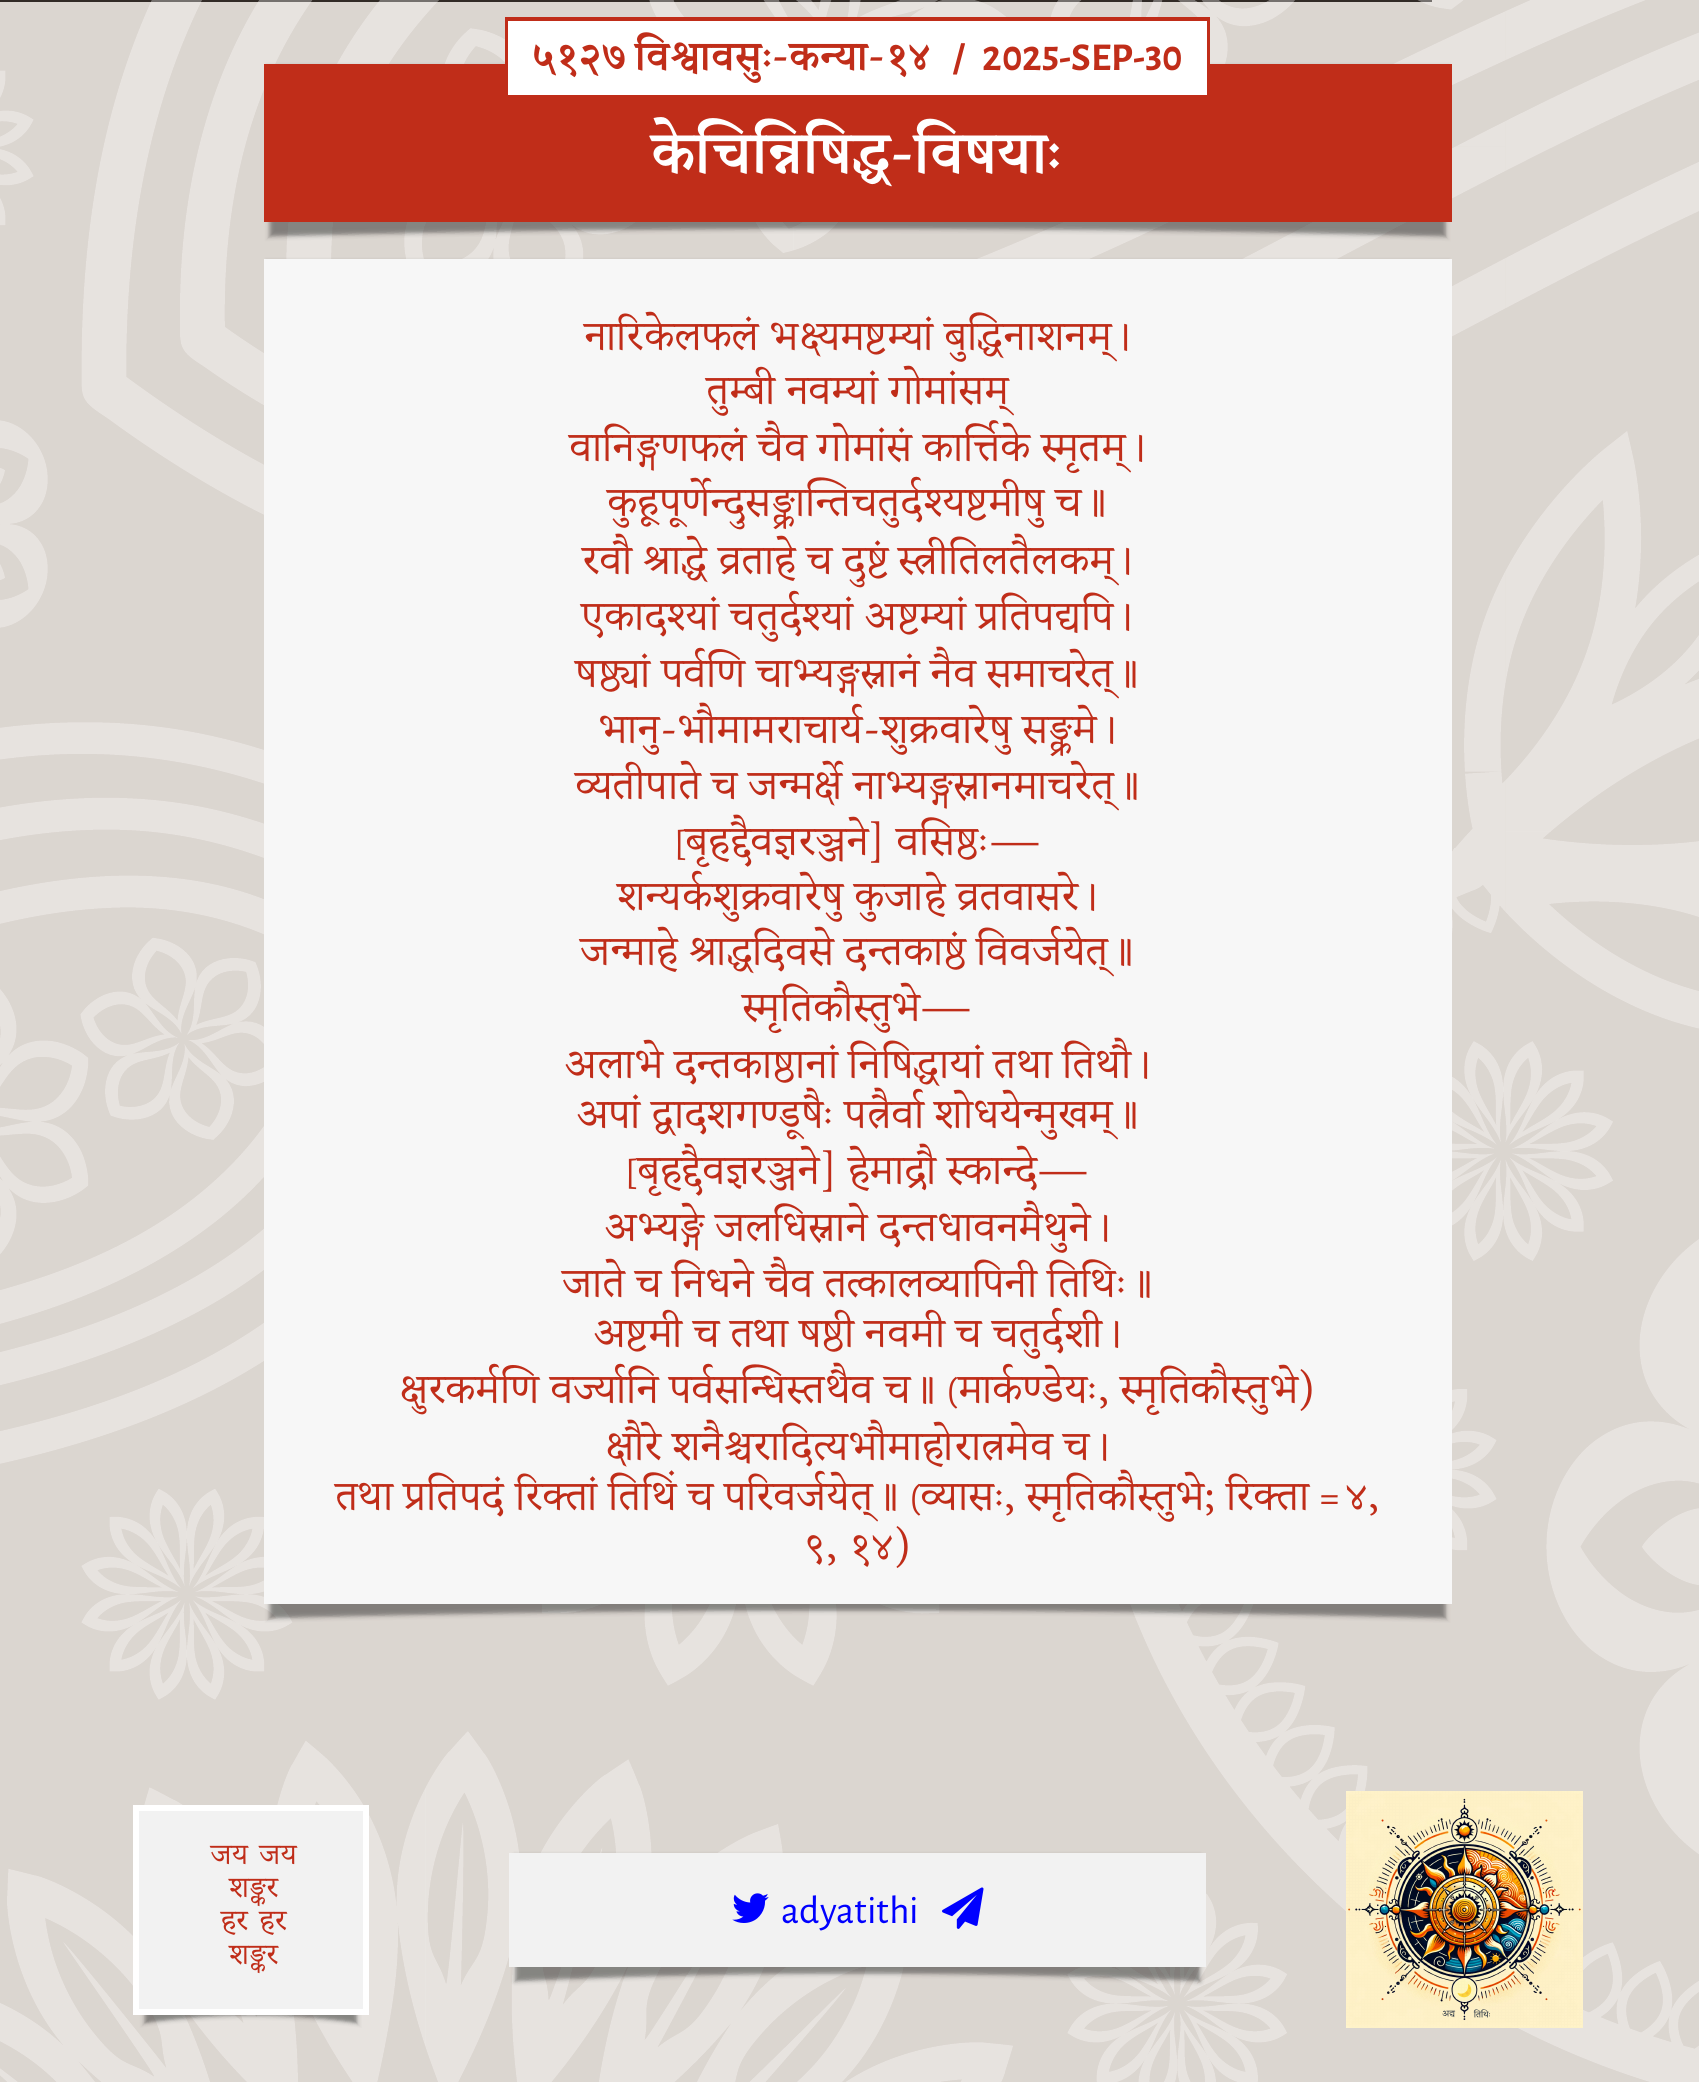 ५१२७ विश्वावसुः-कन्या-१४ / 2025-SEP-30
केचिन्निषिद्ध-विषयाः
नारिकेलफलं भक्ष्यमष्टम्यां बुद्धिनाशनम्।
तुम्बी नवम्यां गोमांसम्
वानिङ्गणफलं चैव गोमांसं कार्त्तिके स्मृतम्।
कुहूपूर्णेन्दुसङ्क्रान्तिचतुर्दश्यष्टमीषु च॥
रवौ श्राद्धे व्रताहे च दुष्टं स्त्रीतिलतैलकम्।
एकादश्यां चतुर्दश्यां अष्टम्यां प्रतिपद्यपि।
षष्ठ्यां पर्वणि चाभ्यङ्गस्नानं नैव समाचरेत्॥
भानु-भौमामराचार्य-शुक्रवारेषु सङ्क्रमे।
व्यतीपाते च जन्मर्क्षे नाभ्यङ्गस्नानमाचरेत्॥
[बृहद्दैवज्ञरञ्जने] वसिष्ठः—
शन्यर्कशुक्रवारेषु कुजाहे व्रतवासरे।
जन्माहे श्राद्धदिवसे दन्तकाष्ठं विवर्जयेत्॥
स्मृतिकौस्तुभे—
अलाभे दन्तकाष्ठानां निषिद्धायां तथा तिथौ।
अपां द्वादशगण्डूषैः पत्रैर्वा शोधयेन्मुखम्॥
[बृहद्दैवज्ञरञ्जने] हेमाद्रौ स्कान्दे—
अभ्यङ्गे जलधिस्नाने दन्तधावनमैथुने।
जाते च निधने चैव तत्कालव्यापिनी तिथिः॥
अष्टमी च तथा षष्ठी नवमी च चतुर्दशी।
क्षुरकर्मणि वर्ज्यानि पर्वसन्धिस्तथैव च॥ (मार्कण्डेयः, स्मृतिकौस्तुभे)
क्षौरे शनैश्चरादित्यभौमाहोरात्रमेव च।
तथा प्रतिपदं रिक्तां तिथिं च परिवर्जयेत्॥ (व्यासः, स्मृतिकौस्तुभे; रिक्ता = ४,
९, १४)
जय जय
शङ्कर
हर हर
शङ्कर
adyatithi
अद्य तिथिः